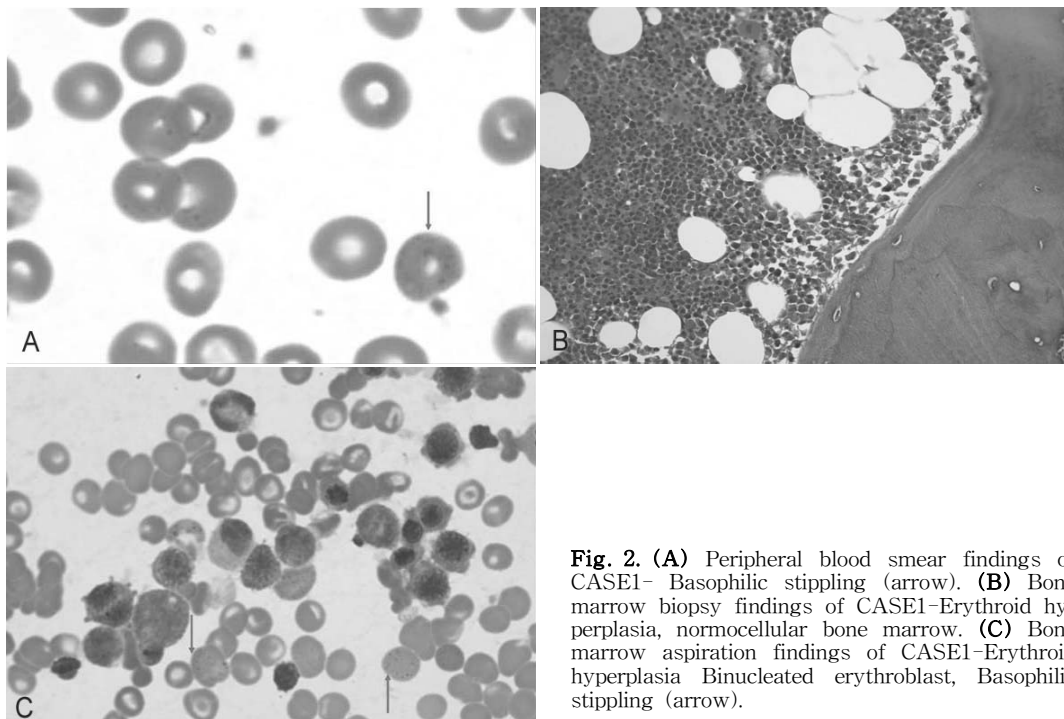 A
B
C
Fig. 2. (A) Peripheral blood smear findings o
CASE1- Basophilic stippling (arrow). (B) Bon
marrow biopsy findings of CASE1-Erythroid hy
perplasia, normocellular bone marrow. (C) Bon
marrow aspiration findings of CASE1-Erythroi
hyperplasia Binucleated erythroblast, Basophili
stippling (arrow).